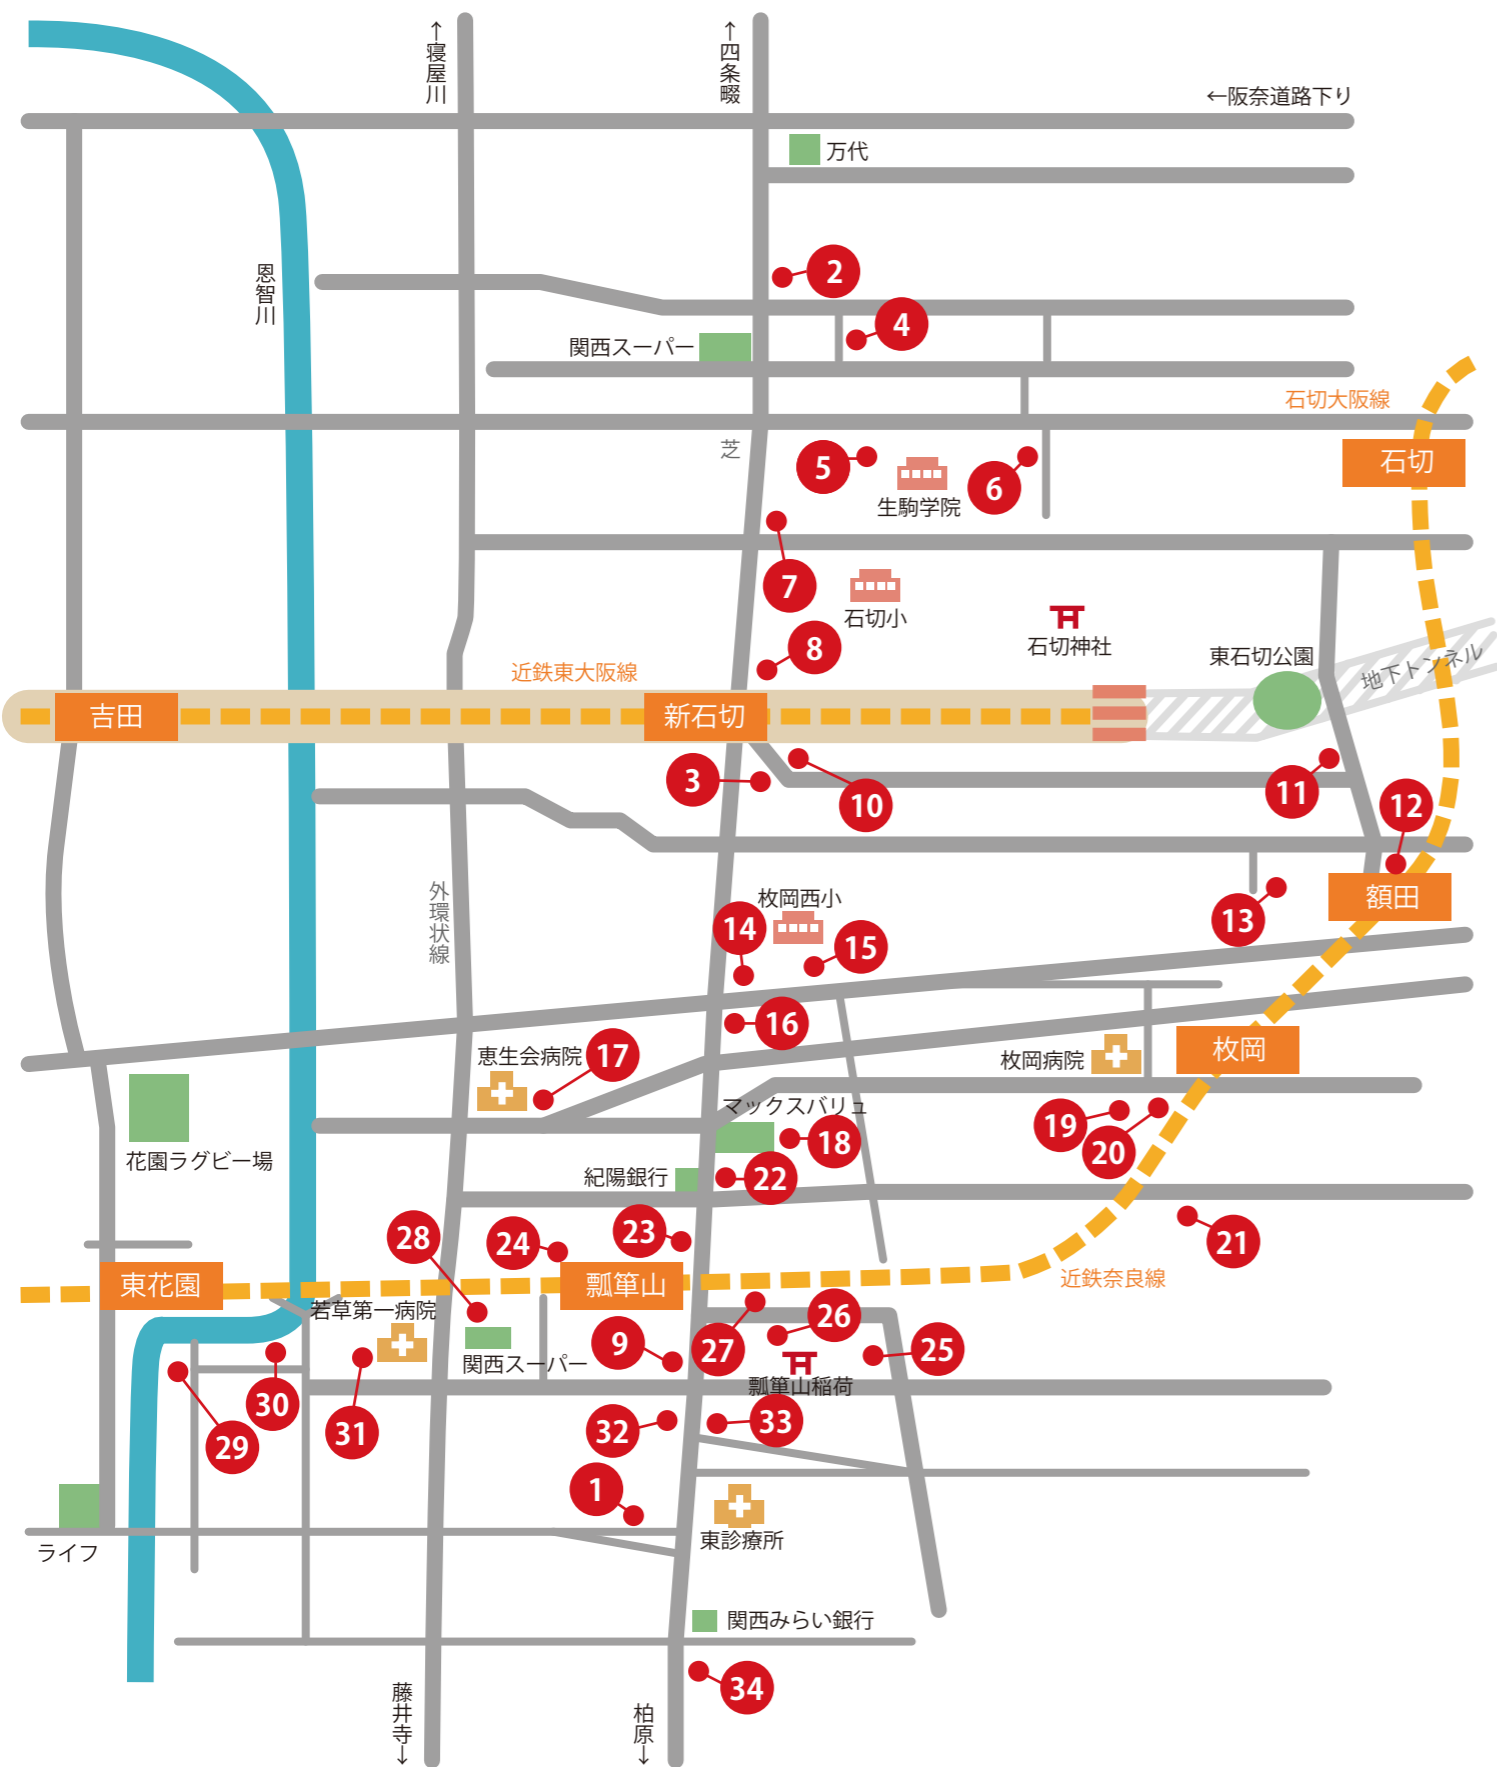 ↑寝屋川
↑四条畷
←阪奈道路下り
万代
恩智川
2
4
関西スーパー
石切大阪線
芝
石切
5
6
生駒学院
7
石切小
8
石切神社
東石切公園
地下トンネル
近鉄東大阪線
吉田
新石切
3
10
11
12
外環状線
枚岡西小
額田
14
15
13
16
恵生会病院
17
枚岡病院
枚岡
マックスバリュ
花園ラグビー場
18
19
20
紀陽銀行
22
28
24
23
21
東花園
瓢箪山
近鉄奈良線
若草第一病院
26
9
27
25
関西スーパー
瓢箪山稲荷
30
29
31
32
33
1
ライフ
東診療所
関西みらい銀行
34
藤井寺→
柏原→